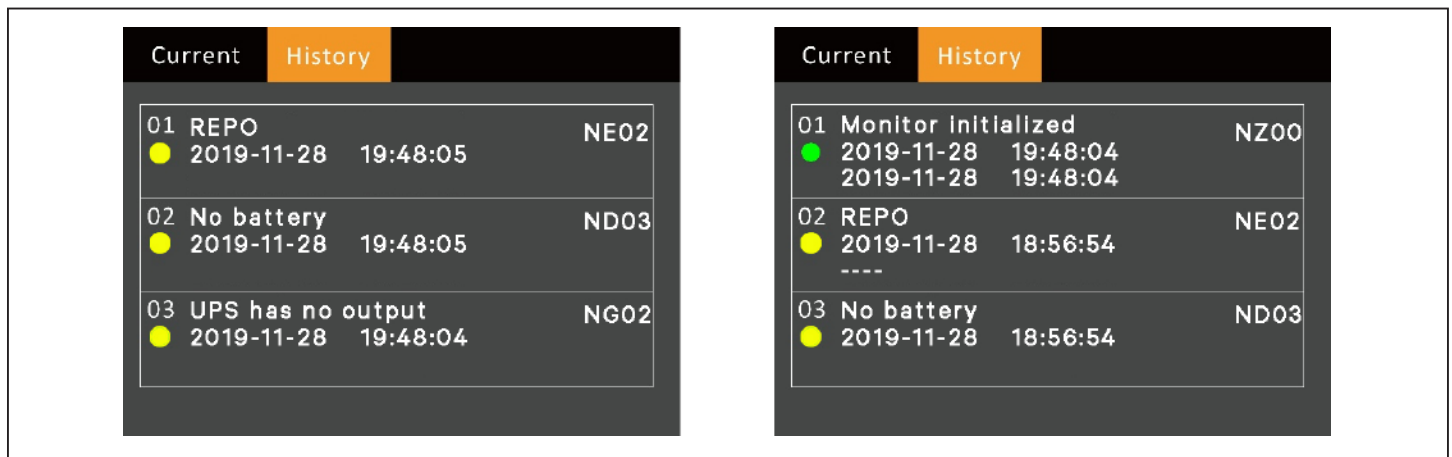 Current History
01 REPO NE02
2019-11-28 19:48:05
02 No battery ND03
2019-11-28 19:48:05
03 UPS has no output NG02
2019-11-28 19:48:04
Current History
01 Monitor initialized NZ00
2019-11-28 19:48:04
2019-11-28 19:48:04
02 REPO NE02
2019-11-28 18:56:54
----
03 No battery ND03
2019-11-28 18:56:54